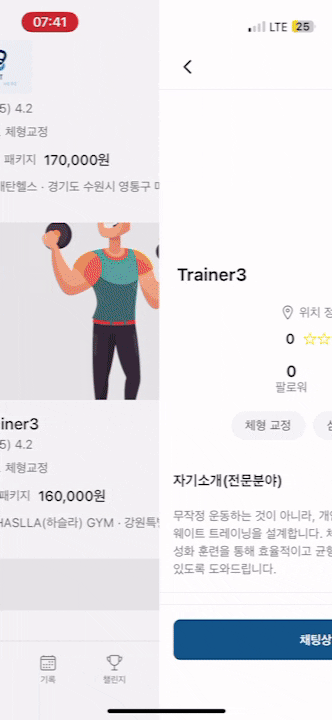 07:41
LTE 25
5) 4.2
체형교정
패키지 170,000원
탄헬스 · 경기도 수원시 영통구
iner3
5) 4.2
체형교정
패키지 160,000원
HASLLA(하슬라) GYM · 강원특
기록
챌린지
Trainer3
위치 정
0 ☆☆
0
팔로워
체형 교정
자기소개(전문분야)
무작정 운동하는 것이 아니라, 개인
웨이트 트레이닝을 설계합니다. 체
성화 훈련을 통해 효율적이고 균형
있도록 도와드립니다.
채팅상